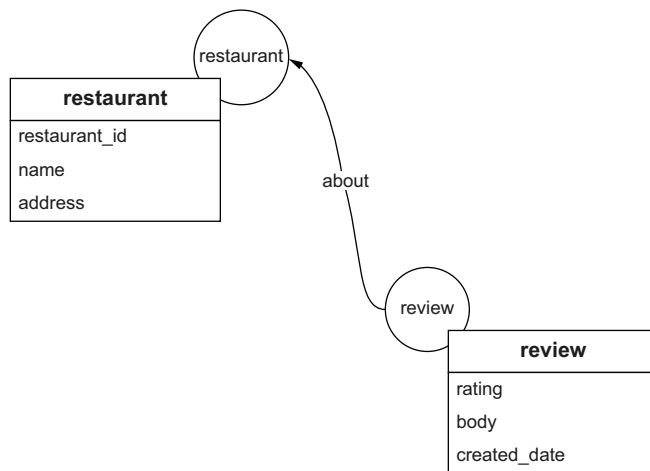 restaurant
restaurant
restaurant_id
name
address
about
review
review
rating
body
created_date